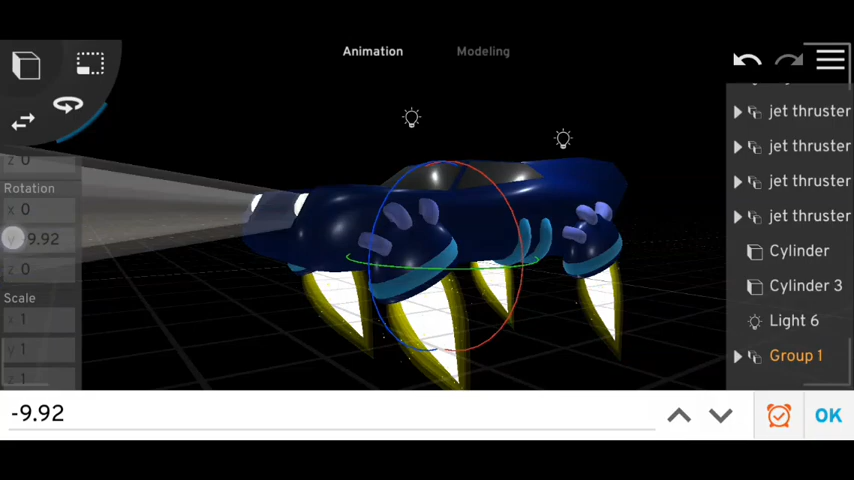 Animation Modeling
jet thruster
jet thruster
jet thruster
jet thruster
Cylinder
Cylinder 3
Light 6
Group 1
z 0
Rotation
x 0
9.92
z 0
Scale
x 1
y 1
z 1
-9.92
OK